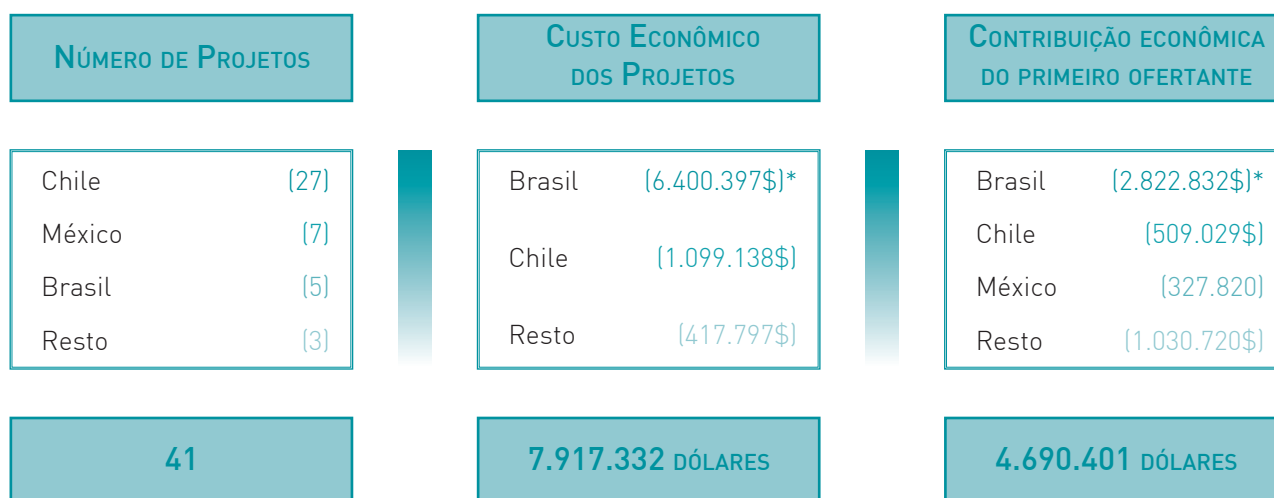 Número de Projetos
Chile (27)
México (7)
Brasil (5)
Resto (3)
41
Custo Econômico
dos Projetos
Brasil (6.400.397$)*
Chile (1.099.138$)
Resto (417.797$)
7.917.332 dólares
Contribuição econômica
do primeiro ofertante
Brasil (2.822.832$)*
Chile (509.029$)
México (327.820)
Resto (1.030.720$)
4.690.401 dólares